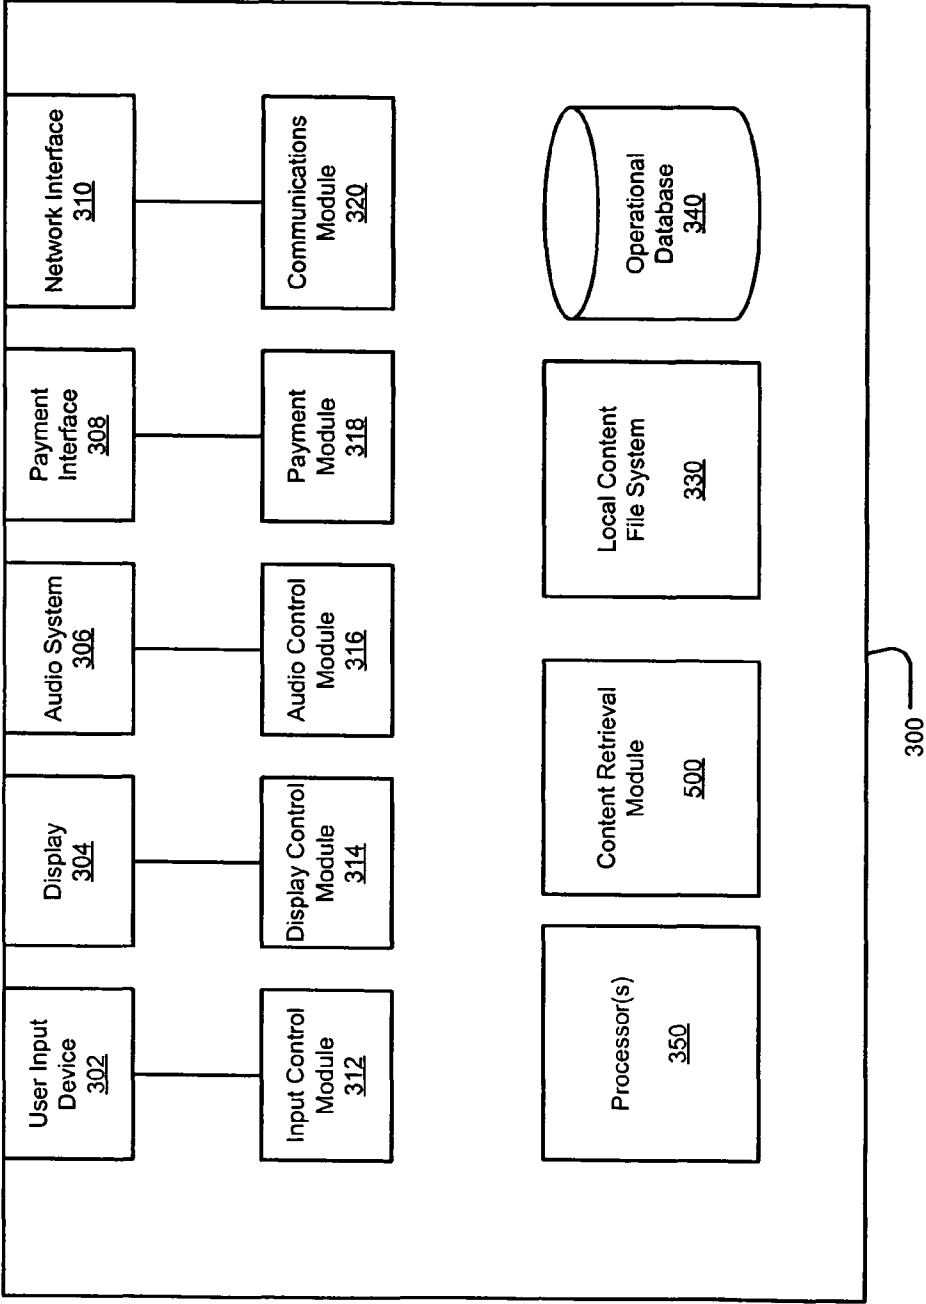 User Input
Device
302
Display
304
Audio System
306
Payment
Interface
308
Network Interface
310
Input Control
Module
312
Display Control
Module
314
Audio Control
Module
316
Payment
Module
318
Communications
Module
320
Processor(s)
350
Content Retrieval
Module
500
Local Content
File System
330
Operational
Database
340
300